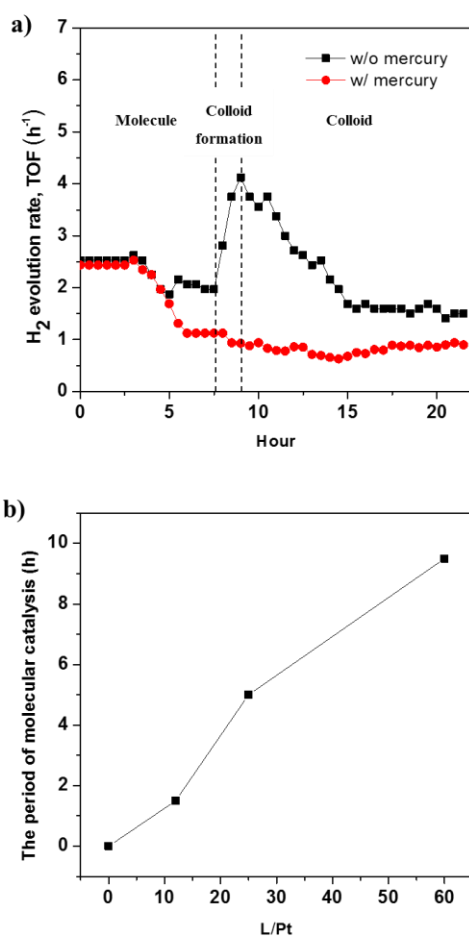 a)
H2 evolution rate, TOF (h-1)
7
6
5
4
3
2
1
0
w/o mercury
w/ mercury
Molecule
Colloid
formation
Colloid
0
5
10
15
20
Hour
b)
The period of molecular catalysis (h)
10
8
6
4
2
0
0
10
20
30
40
50
60
L/Pt